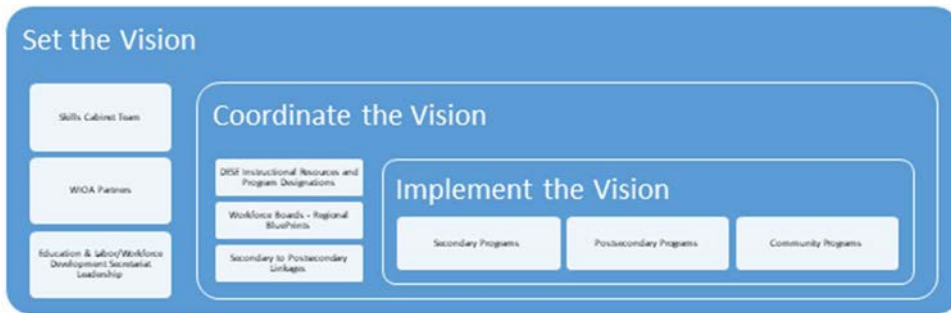 Set the Vision
Skills Cabinet Team
WIOA Partners
Education & Labor/Workforce
Development Secretariat
Leadership
Coordinate the Vision
DESE Instructional Resources and
Program Designations
Workforce Boards - Regional
BluePrints
Secondary to Postsecondary
Linkages
Implement the Vision
Secondary Programs
Postsecondary Programs
Community Programs